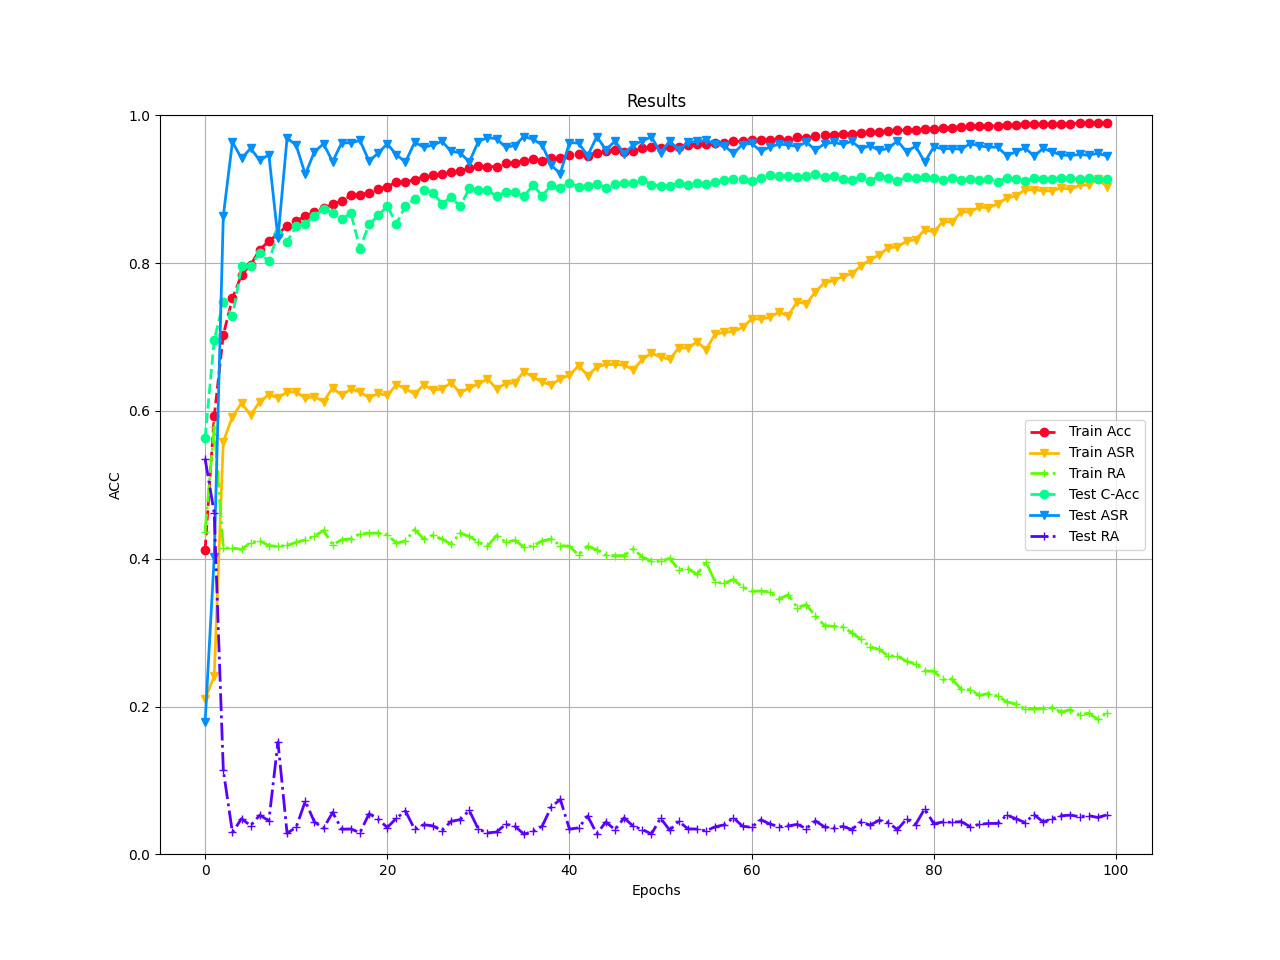 Results
1.0
0.8
0.6
0.4
0.2
0.0
ACC
0
20
40
60
80
100
Epochs
Train Acc
Train ASR
Train RA
Test C-Acc
Test ASR
Test RA